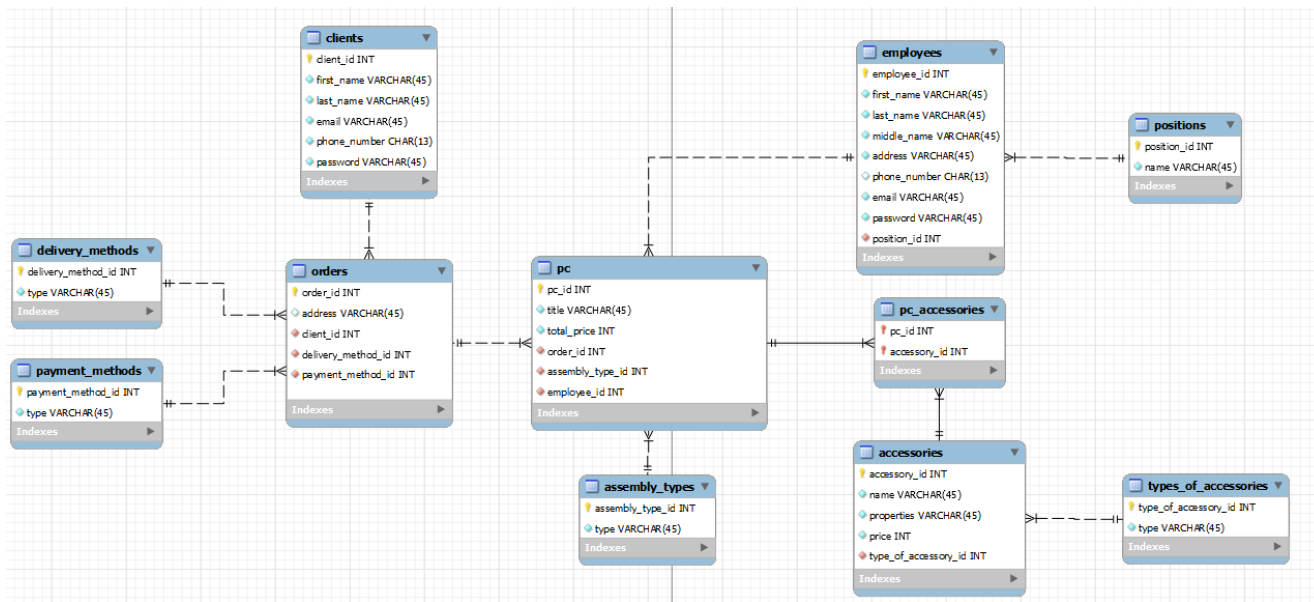 clients
client_id INT
first_name VARCHAR(45)
last_name VARCHAR(45)
email VARCHAR(45)
phone_number CHAR(13)
password VARCHAR(45)
Indexes
employees
employee_id INT
first_name VARCHAR(45)
last_name VARCHAR(45)
middle_name VARCHAR(45)
address VARCHAR(45)
phone_number CHAR(13)
email VARCHAR(45)
password VARCHAR(45)
position_id INT
Indexes
positions
position_id INT
name VARCHAR(45)
Indexes
delivery_methods
delivery_method_id INT
type VARCHAR(45)
Indexes
payment_methods
payment_method_id INT
type VARCHAR(45)
Indexes
orders
order_id INT
address VARCHAR(45)
client_id INT
delivery_method_id INT
payment_method_id INT
Indexes
pc
pc_id INT
title VARCHAR(45)
total_price INT
order_id INT
assembly_type_id INT
employee_id INT
Indexes
pc_accessories
pc_id INT
accessory_id INT
Indexes
assembly_types
assembly_type_id INT
type VARCHAR(45)
Indexes
accessories
accessory_id INT
name VARCHAR(45)
properties VARCHAR(45)
price INT
type_of_accessory_id INT
Indexes
types_of_accessories
type_of_accessory_id INT
type VARCHAR(45)
Indexes